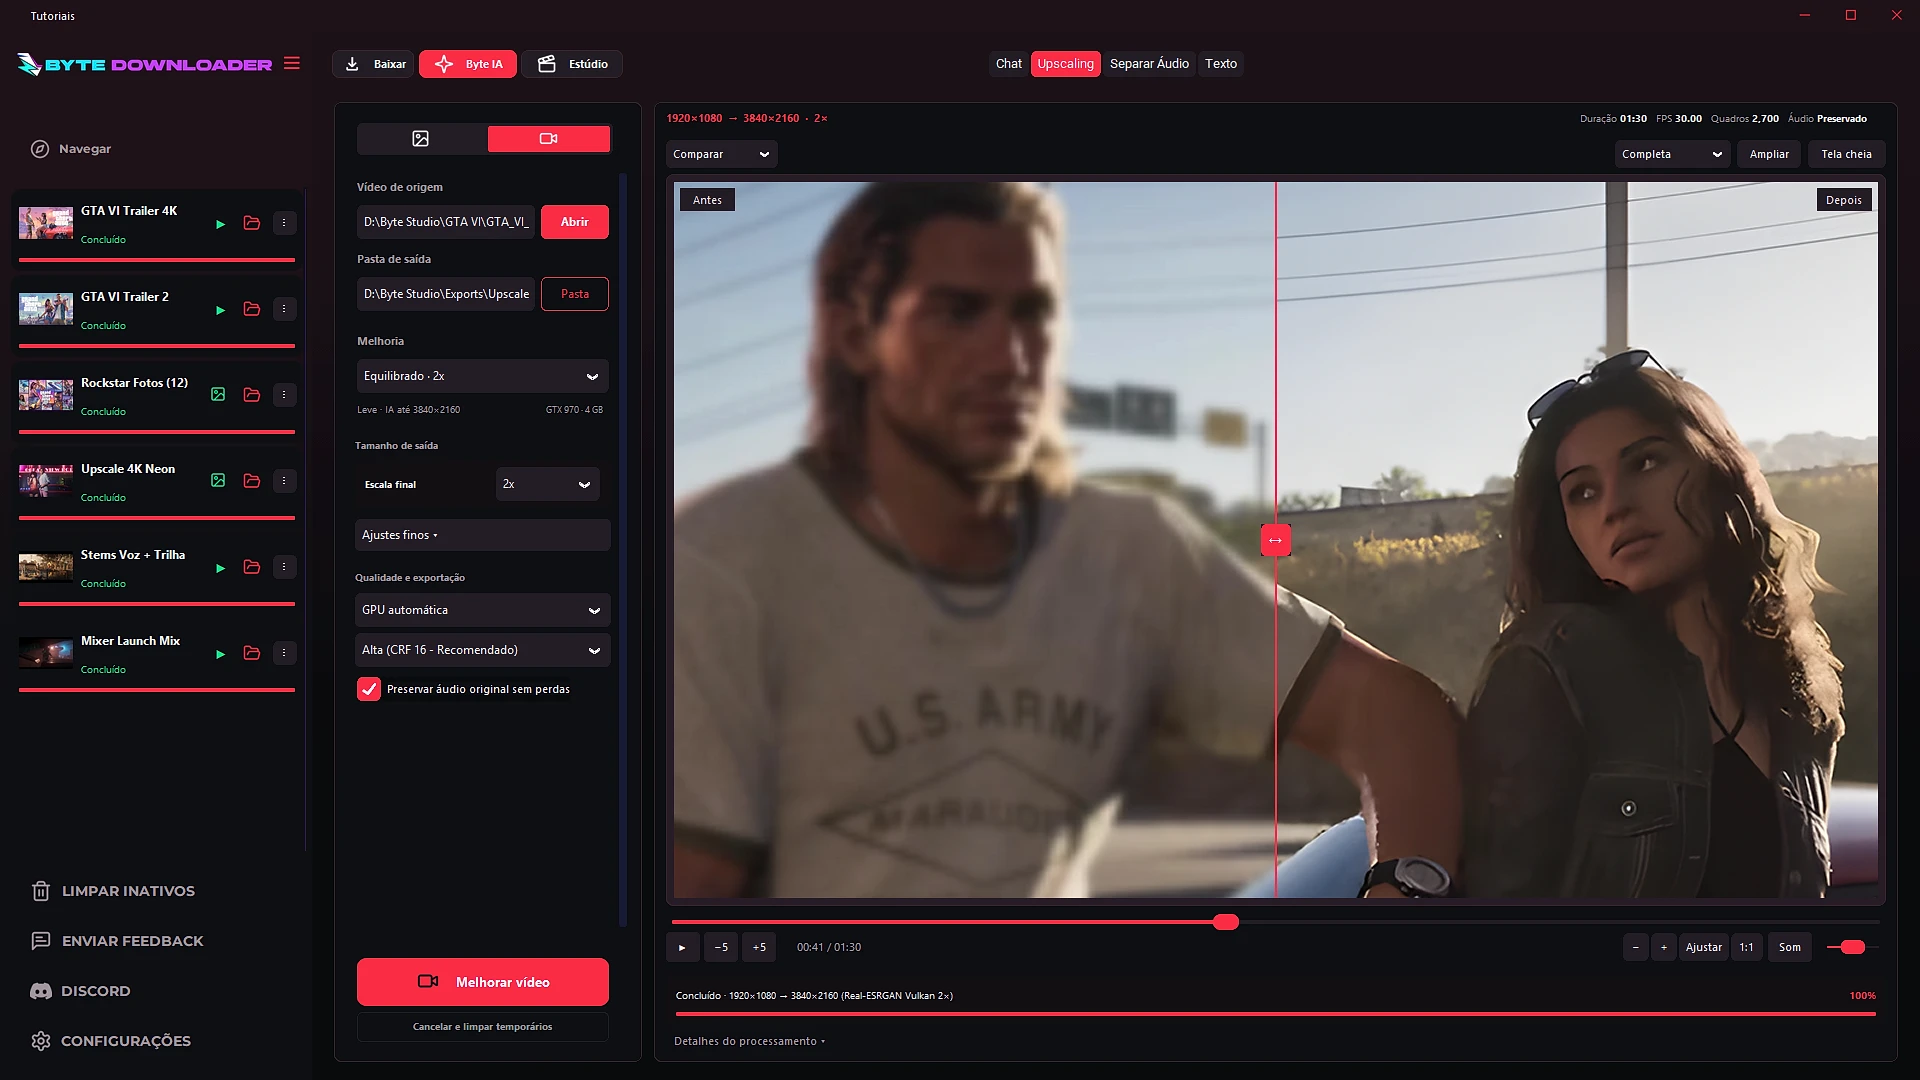 Tutoriais
BYTE DOWNLOADER
Baixar
Byte IA
Estúdio
Chat
Upscaling
Separar Áudio
Texto
Navegar
GTA VI Trailer 4K
Concluído
GTA VI Trailer 2
Concluído
Rockstar Fotos (12)
Concluído
Upscale 4K Neon
Concluído
Stems Voz + Trilha
Concluído
Mixer Launch Mix
Concluído
LIMPAR INATIVOS
ENVIAR FEEDBACK
DISCORD
CONFIGURAÇÕES
Vídeo de origem
D:\Byte Studio\GTA VI\GTA_VI_
Abrir
Pasta de saída
D:\Byte Studio\Exports\Upscale
Pasta
Melhoria
Equilibrado · 2x
Leve · IA até 3840×2160
GTX 970 · 4 GB
Tamanho de saída
Escala final
2x
Ajustes finos
Qualidade e exportação
GPU automática
Alta (CRF 16 - Recomendado)
Preservar áudio original sem perdas
Melhorar vídeo
Cancelar e limpar temporários
1920×1080 → 3840×2160 · 2×
Duração 01:30 FPS 30.00 Quadros 2,700 Áudio Preservado
Comparar
Completa
Ampliar
Tela cheia
Antes
Depois
U.S. ARMY
MARAUDER
−5
+5
00:41 / 01:30
−
+
Ajustar
1:1
Som
Concluído · 1920×1080 → 3840×2160 (Real-ESRGAN Vulkan 2×)
100%
Detalhes do processamento